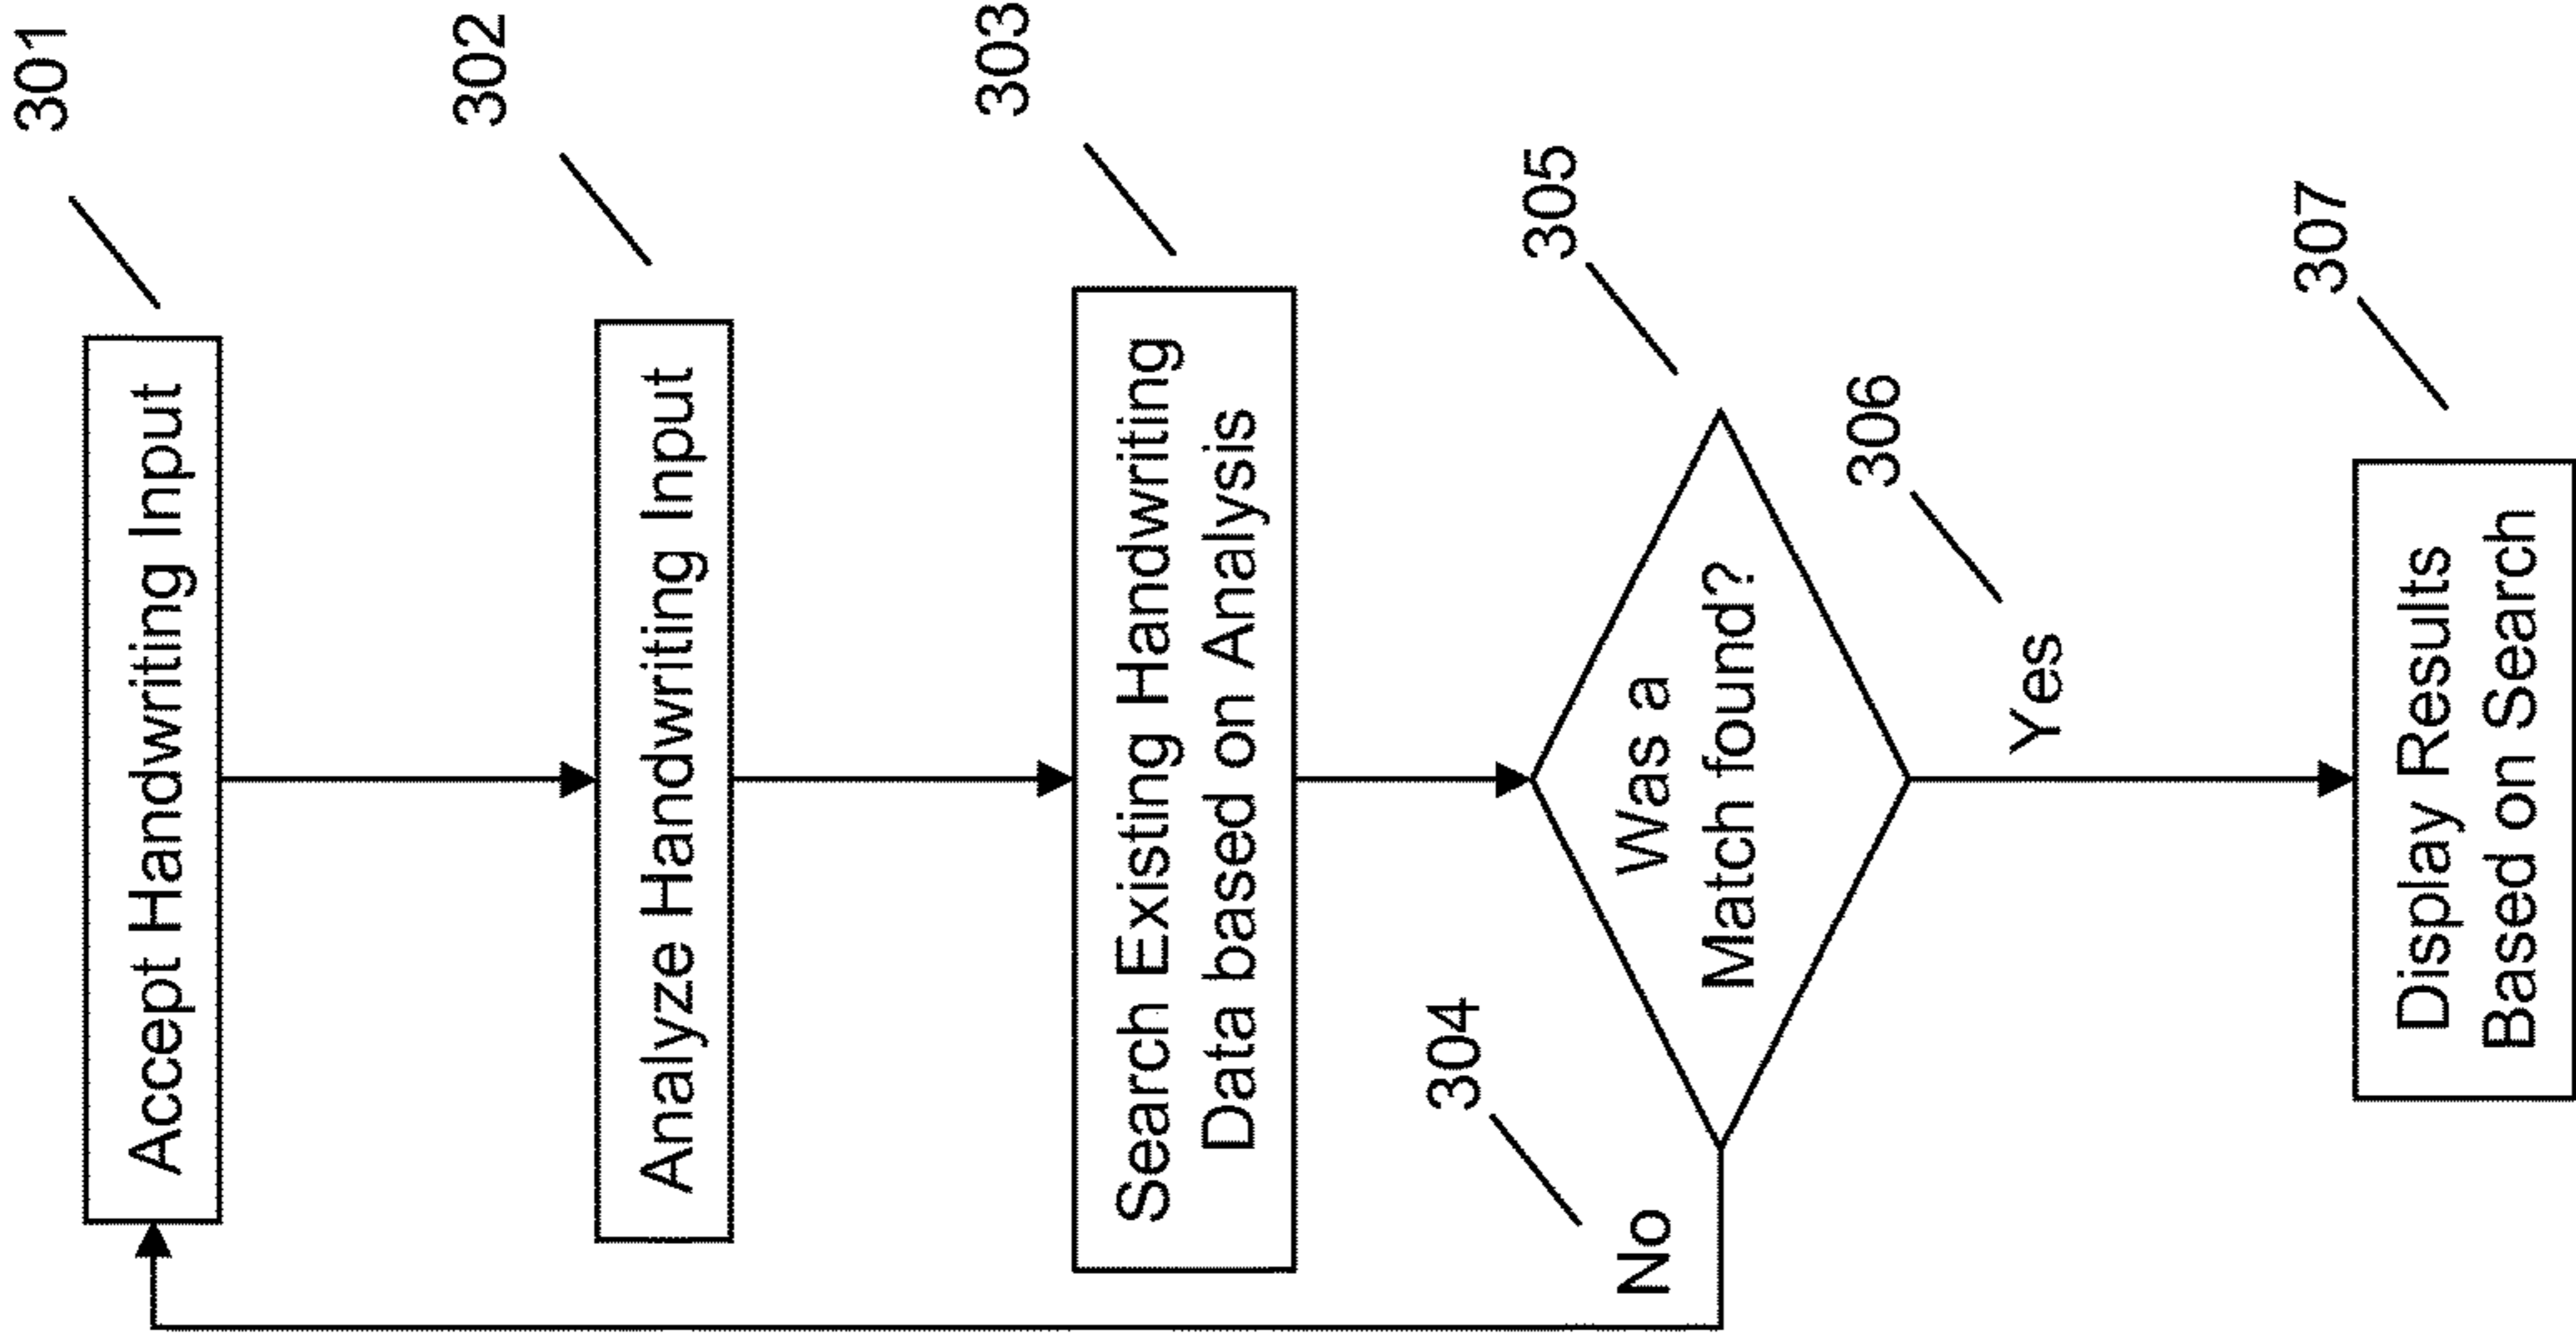 301
Accept Handwriting Input
302
Analyze Handwriting Input
303
Search Existing Handwriting
Data based on Analysis
304
No
305
Was a
Match found?
306
Yes
307
Display Results
Based on Search